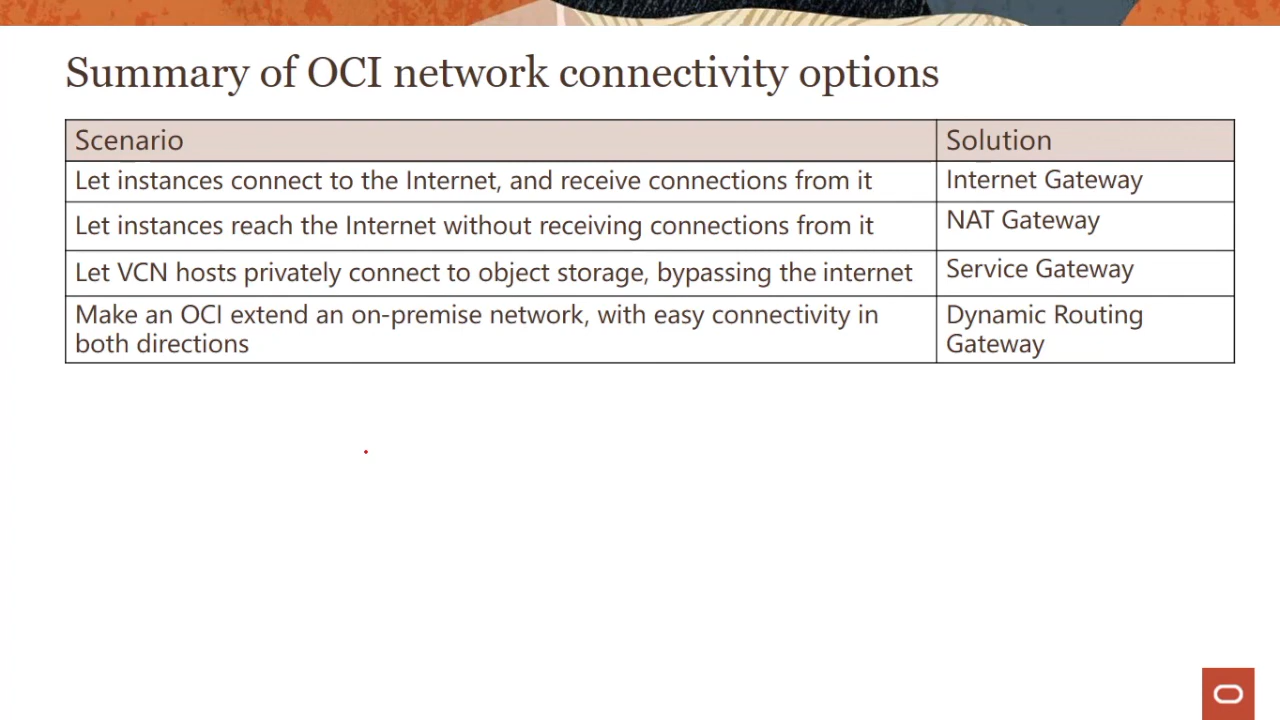 Summary of OCI network connectivity options
Scenario
Solution
Let instances connect to the Internet, and receive connections from it
Internet Gateway
Let instances reach the Internet without receiving connections from it
NAT Gateway
Let VCN hosts privately connect to object storage, bypassing the internet
Service Gateway
Make an OCI extend an on-premise network, with easy connectivity in
both directions
Dynamic Routing
Gateway